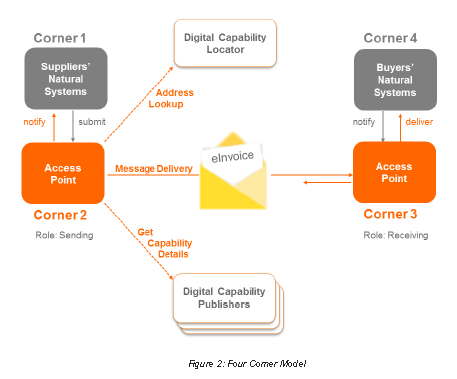 Corner 1
Suppliers'
Natural
Systems
notify
submit
Access
Point
Corner 2
Role: Sending
Digital Capability
Locator
Address
Lookup
Message Delivery
eInvoice
Get
Capability
Details
Digital Capability
Publishers
Corner 4
Buyers'
Natural
Systems
notify
deliver
Access
Point
Corner 3
Role: Receiving
Figure 2: Four Corner Model